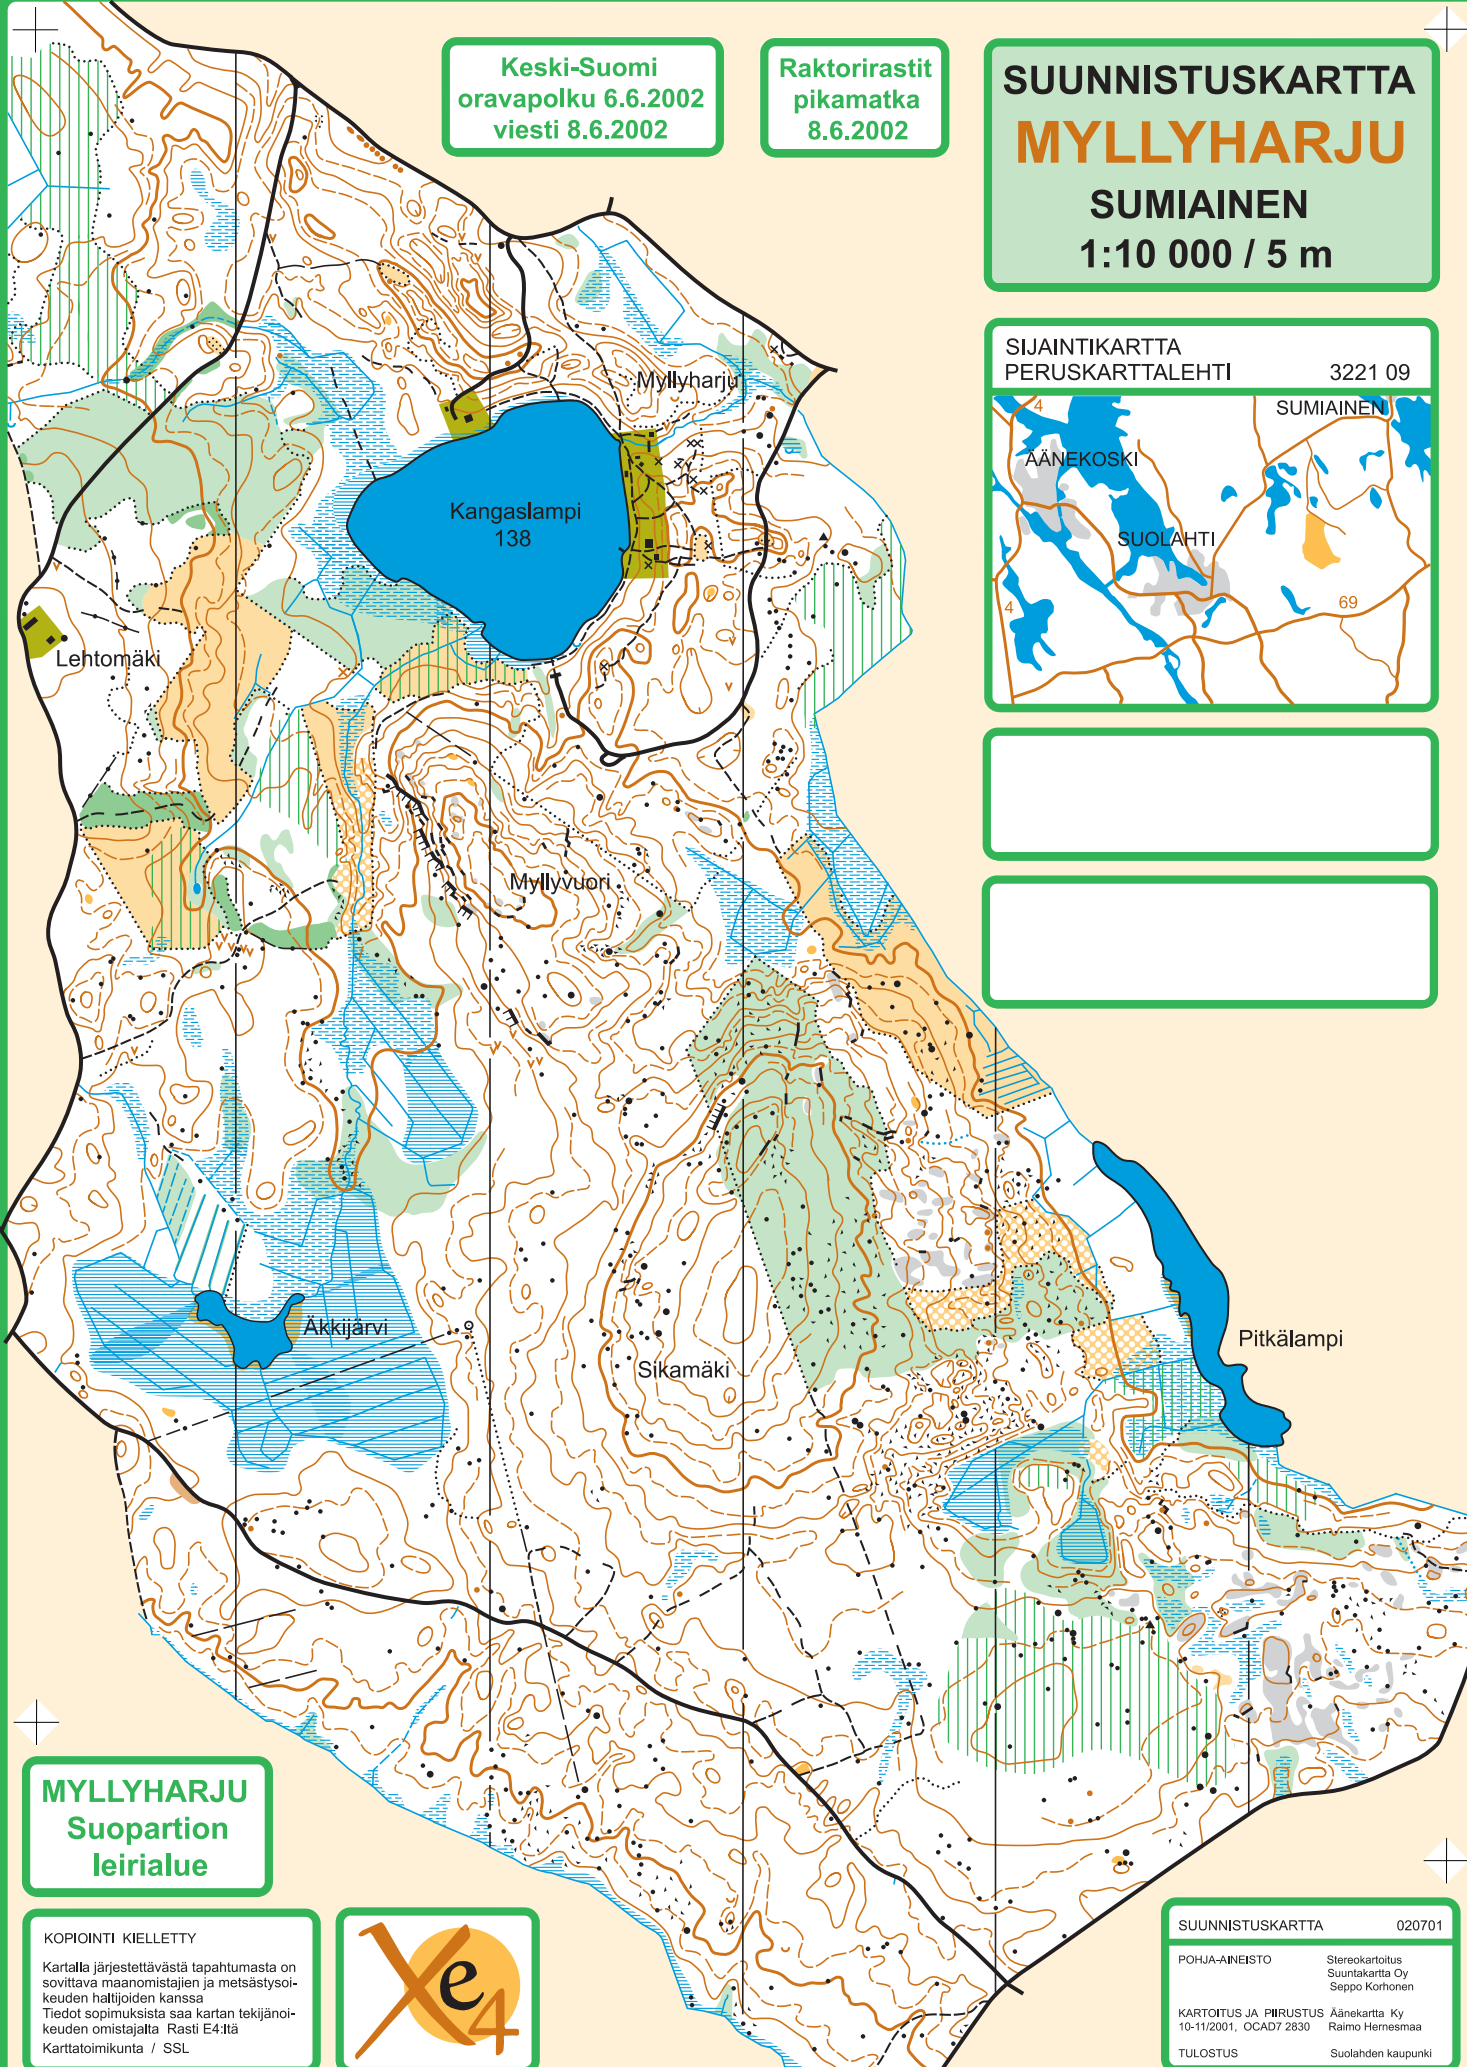 Keski-Suomi
oravapolku 6.6.2002
viesti 8.6.2002
Raktorirastit
pikamatka
8.6.2002
SUUNNISTUSKARTTA
MYLLYHARJU
SUMIAINEN
1:10 000 / 5 m
SIJAINTIKARTTA
PERUSKARTTALEHTI 3221 09
4
SUMIAINEN
ÄÄNEKOSKI
SUOLAHTI
4
69
Myllyharju
Kangaslampi
138
Lehtomäki
Myllyvuori
Äkkijärvi
Sikamäki
Pitkälampi
MYLLYHARJU
Suopartion
leirialue
KOPIOINTI KIELLETTY
Kartalla järjestettävästä tapahtumasta on
sovittava maanomistajien ja metsästysoi-
keuden haltijoiden kanssa
Tiedot sopimuksista saa kartan tekijänoi-
keuden omistajalta Rasti E4:ltä
Karttatoimikunta / SSL
Xe4
SUUNNISTUSKARTTA 020701
POHJA-AINEISTO Stereokartoitus
Suuntakartta Oy
Seppo Korhonen
KARTOITUS JA PIIRUSTUS Äänekartta Ky
10-11/2001, OCAD7 2830 Raimo Hernesmaa
TULOSTUS Suolahden kaupunki